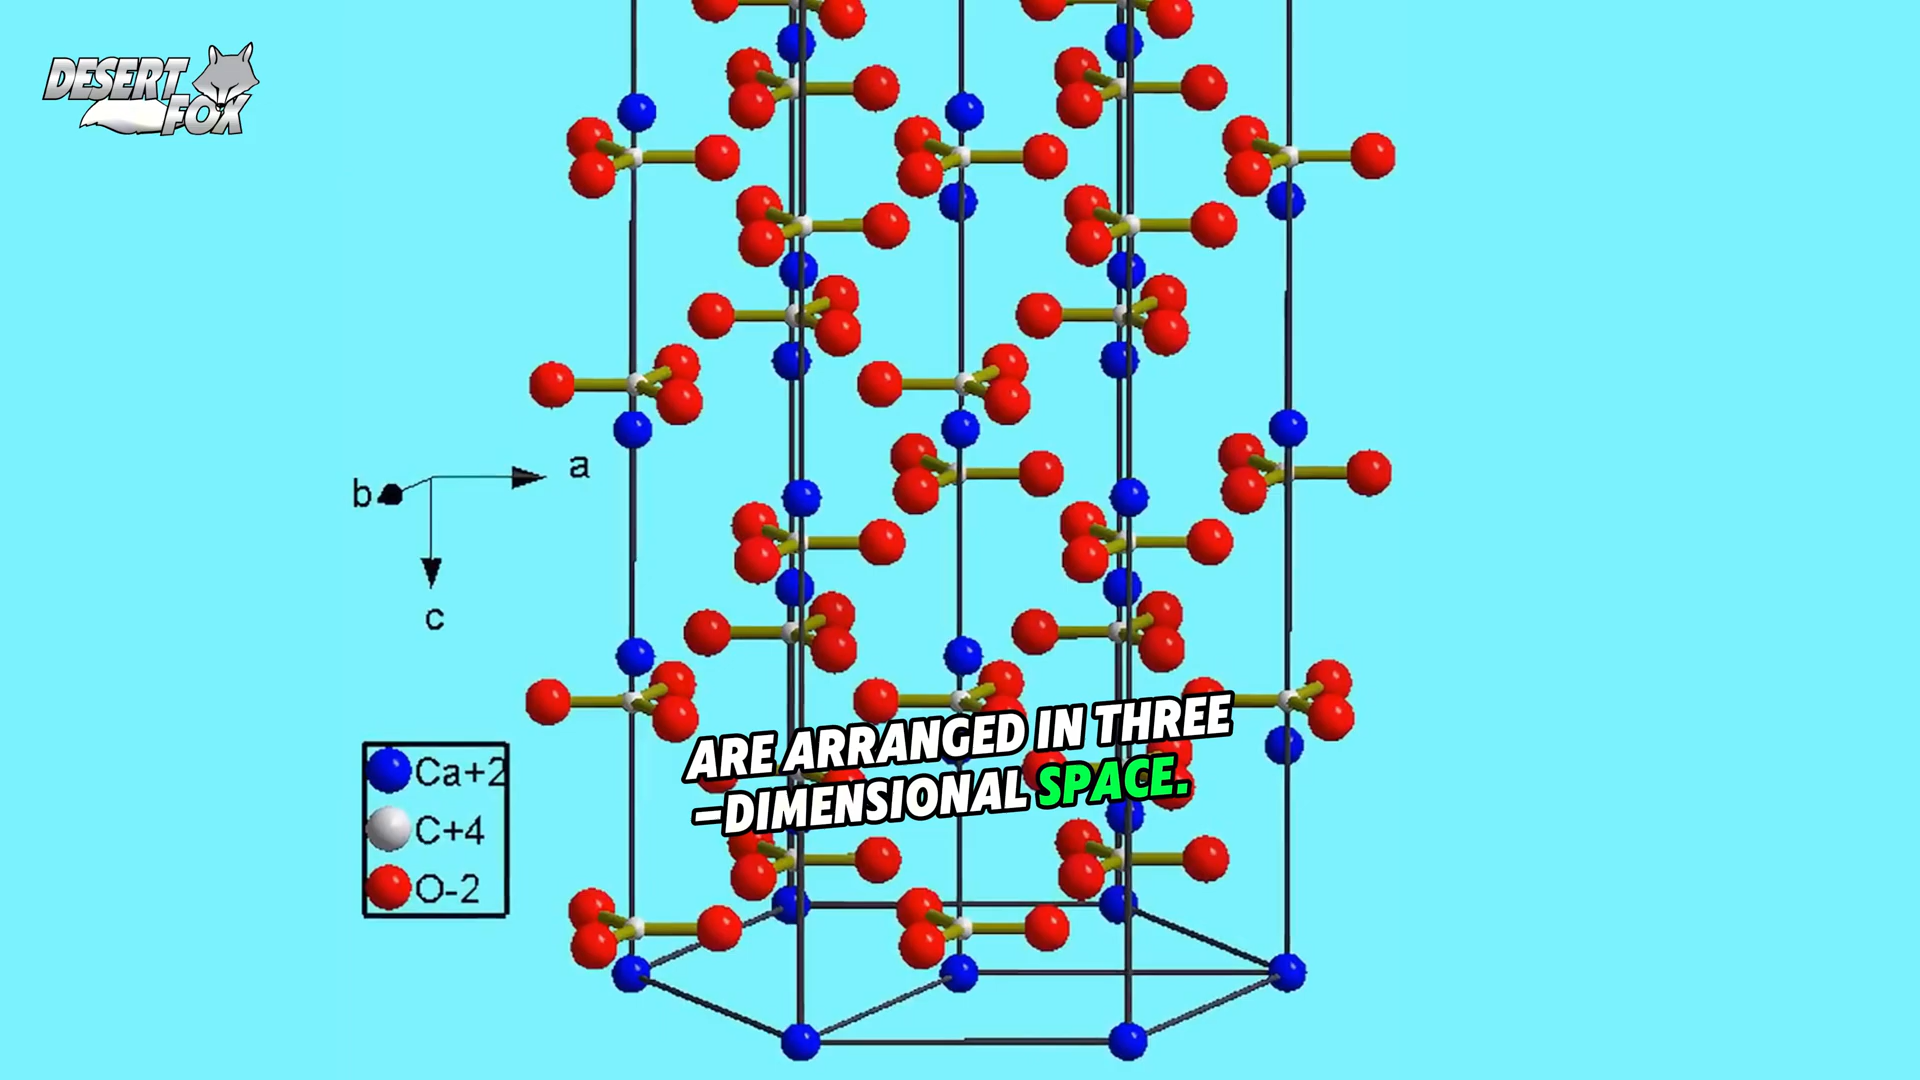 DESERT
FOX
a
b
c
Ca+2
C+4
O-2
ARE ARRANGED IN THREE
-DIMENSIONAL SPACE.